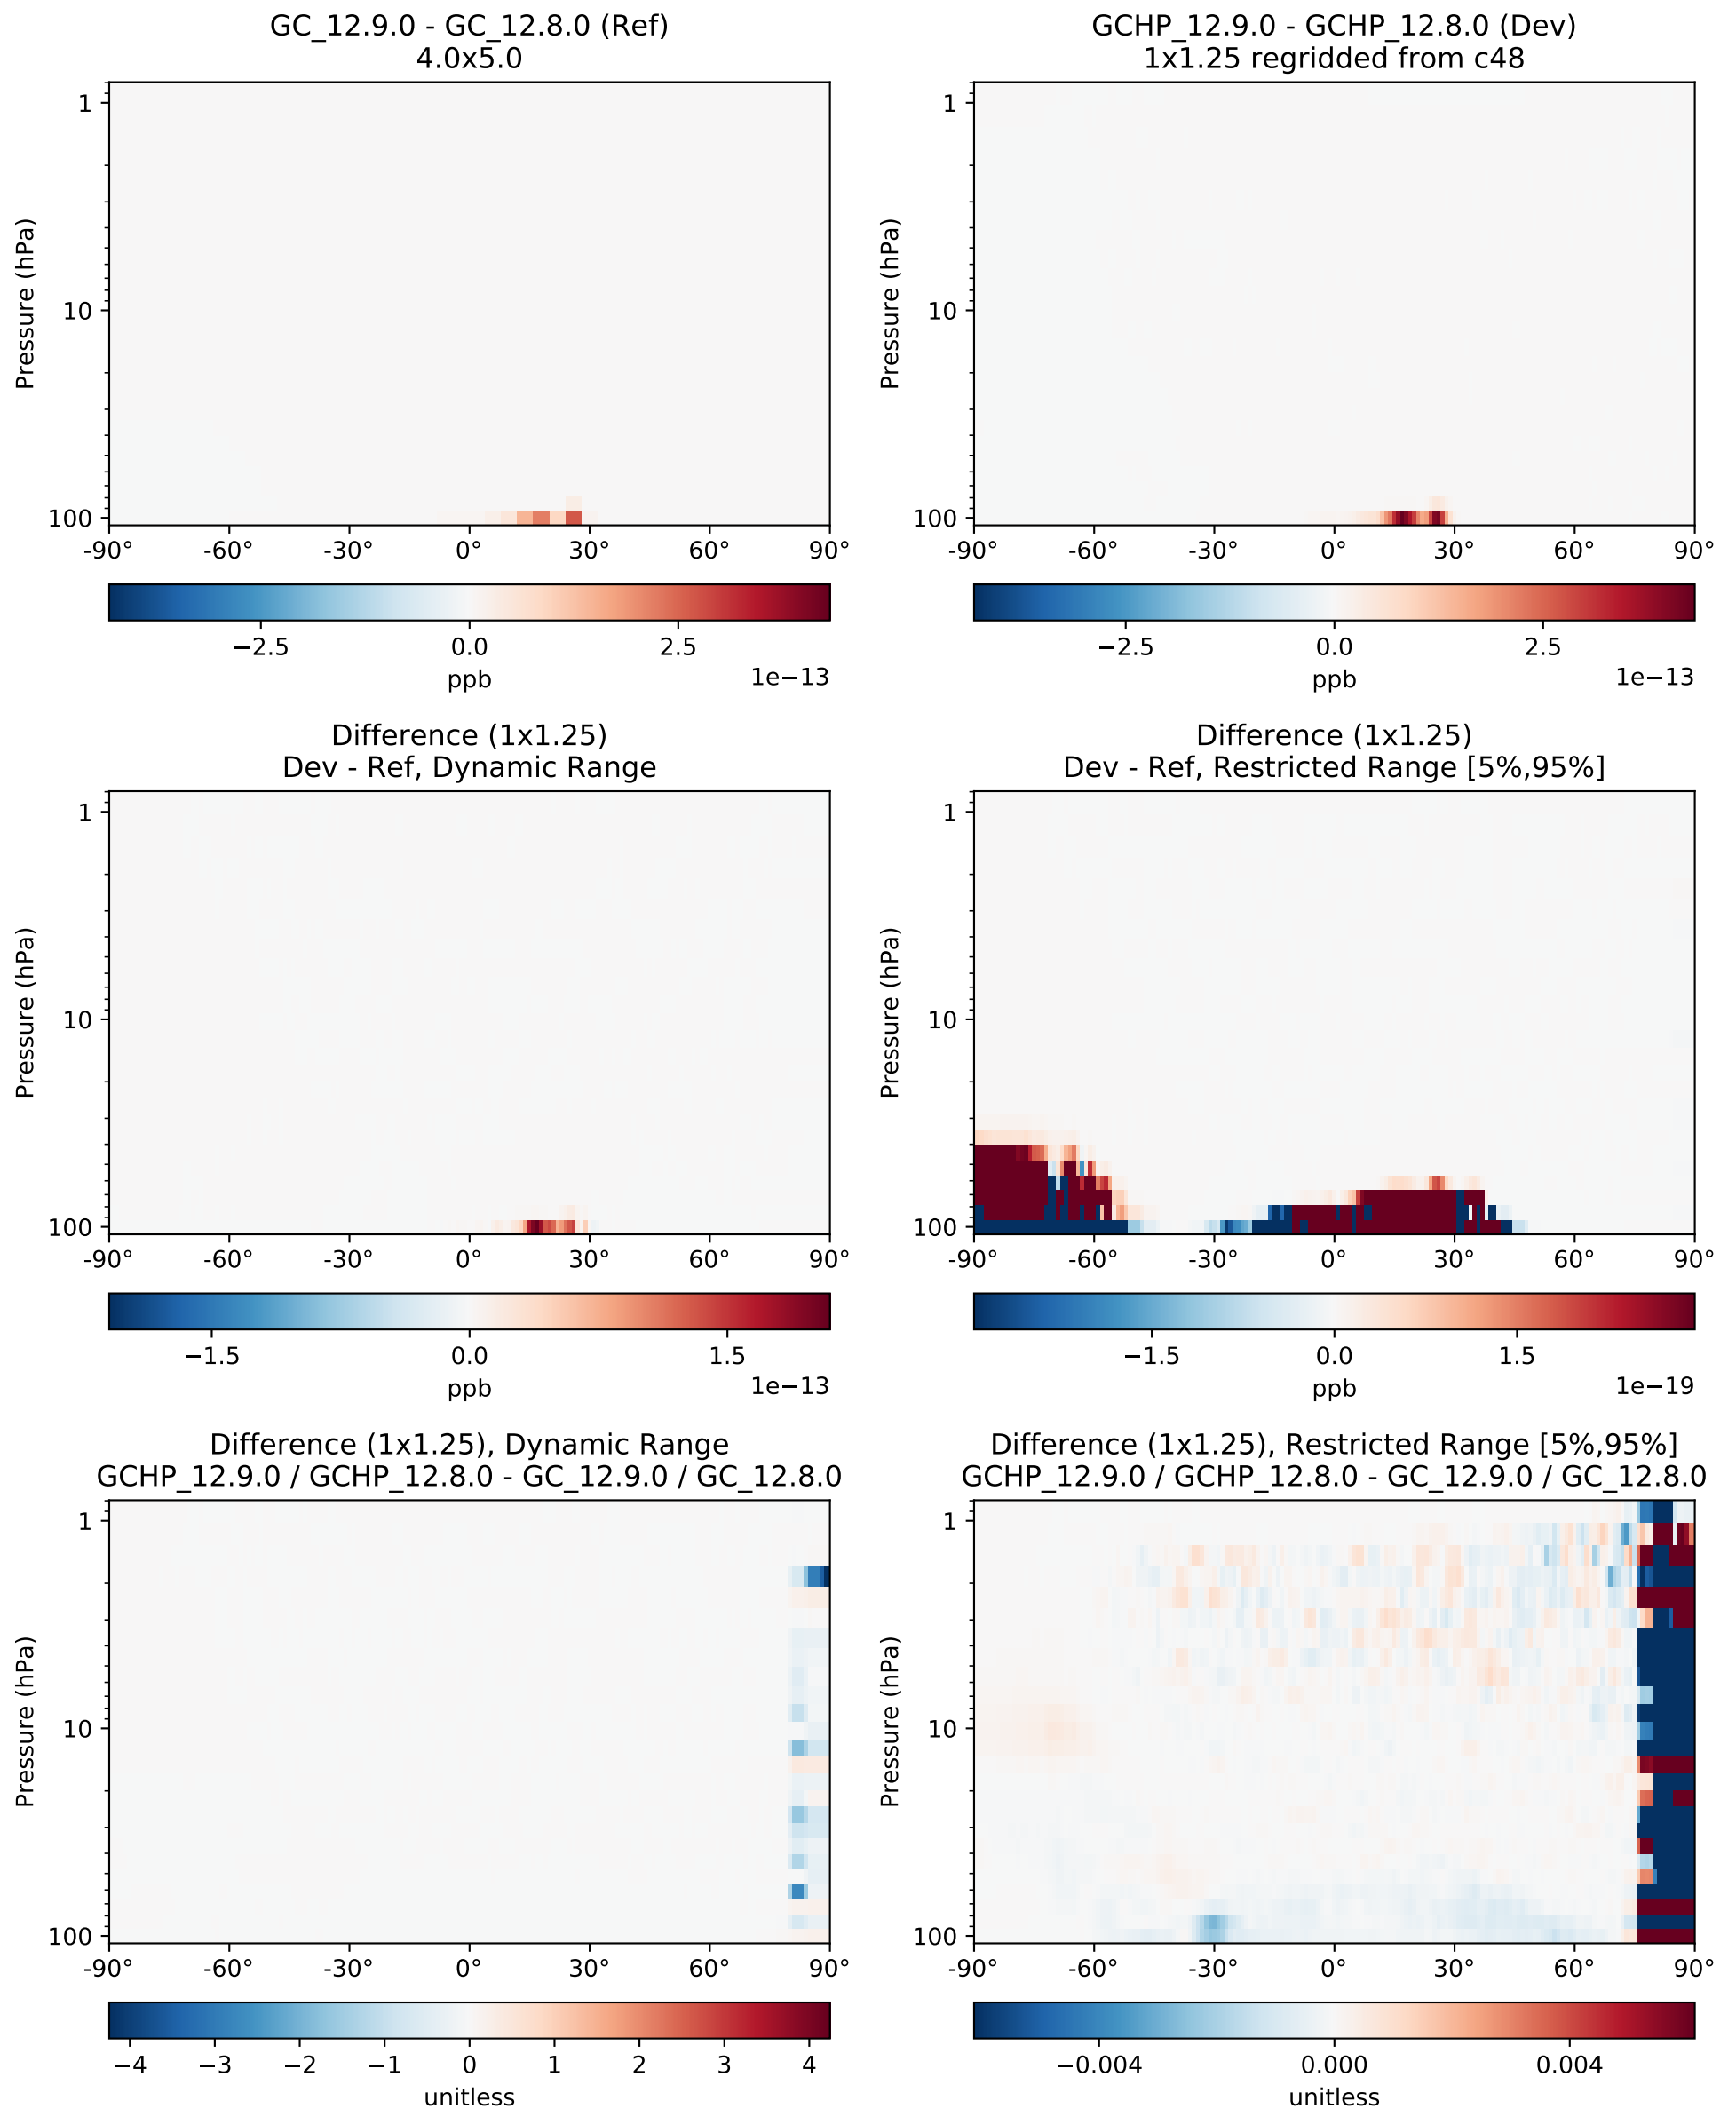 GC_12.9.0 - GC_12.8.0 (Ref)
4.0x5.0
1
10
100
Pressure (hPa)
-90° -60° -30° 0° 30° 60° 90°
−2.5 0.0 2.5
ppb
1e−13
GCHP_12.9.0 - GCHP_12.8.0 (Dev)
1x1.25 regridded from c48
1
10
100
Pressure (hPa)
-90° -60° -30° 0° 30° 60° 90°
−2.5 0.0 2.5
ppb
1e−13
Difference (1x1.25)
Dev - Ref, Dynamic Range
1
10
100
Pressure (hPa)
-90° -60° -30° 0° 30° 60° 90°
−1.5 0.0 1.5
ppb
1e−13
Difference (1x1.25)
Dev - Ref, Restricted Range [5%,95%]
1
10
100
Pressure (hPa)
-90° -60° -30° 0° 30° 60° 90°
−1.5 0.0 1.5
ppb
1e−19
Difference (1x1.25), Dynamic Range
GCHP_12.9.0 / GCHP_12.8.0 - GC_12.9.0 / GC_12.8.0
1
10
100
Pressure (hPa)
-90° -60° -30° 0° 30° 60° 90°
−4 −3 −2 −1 0 1 2 3 4
unitless
Difference (1x1.25), Restricted Range [5%,95%]
GCHP_12.9.0 / GCHP_12.8.0 - GC_12.9.0 / GC_12.8.0
1
10
100
Pressure (hPa)
-90° -60° -30° 0° 30° 60° 90°
−0.004 0.000 0.004
unitless